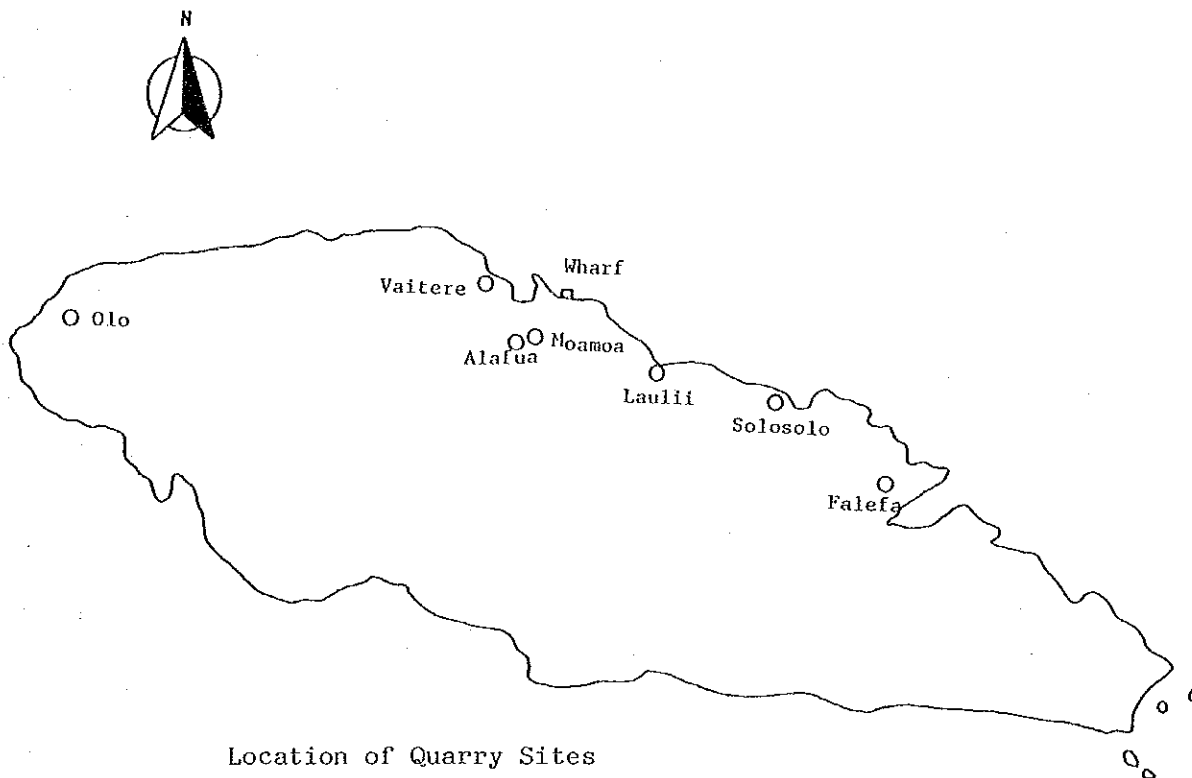 N
Wharf
Vaitere
Olo
Moamoa
Alafua
Laulii
Solosolo
Falefa
Location of Quarry Sites